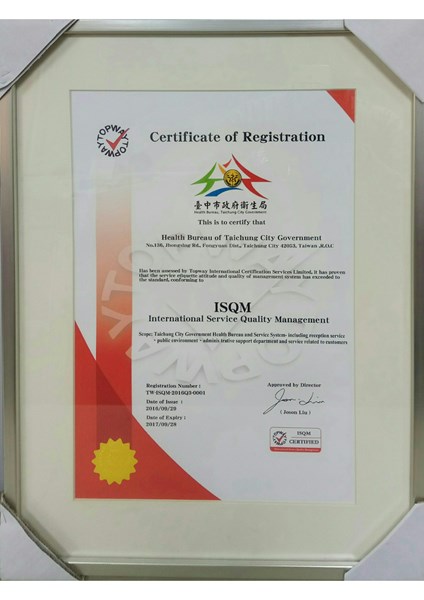 TOPWAY TOPWAY
Certificate of Registration
臺中市政府衛生局
Health Bureau, Taichung City Government
This is to certify that
Health Bureau of Taichung City Government
No.136, Fengyuan Dist., Taichung City 42053, Taiwan ,R.O.C
Has been assessed by Topway International Certification Services Limited, it has proven
that the service etiquette attitude and quality of management system has exceeded to
the standard, conforming to
ISQM
International Service Quality Management
Scope: Taichung City Government Health Bureau and Service System- including reception service
、public environment、administrative support department and service related to customers
Registration Number :
TW-ISQM-2016Q3-0001
Date of Issue :
2016/09/29
Date of Expiry :
2017/09/28
Approved by Director
( Jason Liu )
ISQM
CERTIFIED